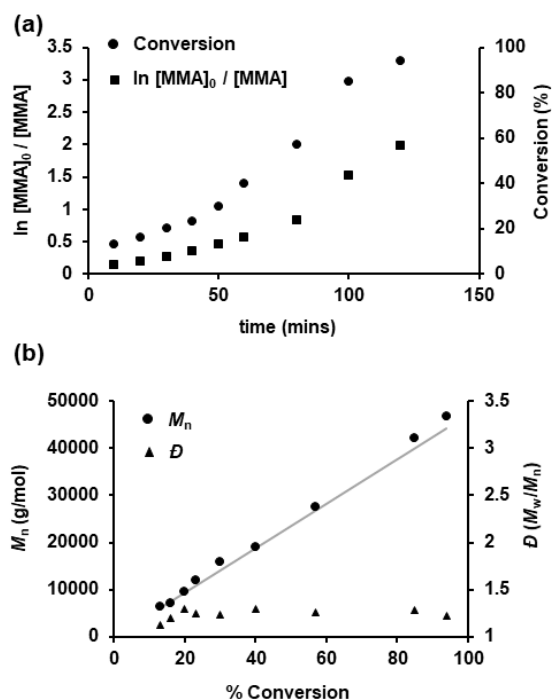 (a)
3.5
3
2.5
2
1.5
1
0.5
0
ln [MMA]₀ / [MMA]
Conversion
ln [MMA]₀ / [MMA]
100
80
60
40
20
0
Conversion (%)
0 50 100 150
time (mins)
(b)
50000
40000
30000
20000
10000
0
Mₙ (g/mol)
Mₙ
Đ
3.5
3
2.5
2
1.5
1
Đ (M_w/Mₙ)
0 20 40 60 80 100
% Conversion